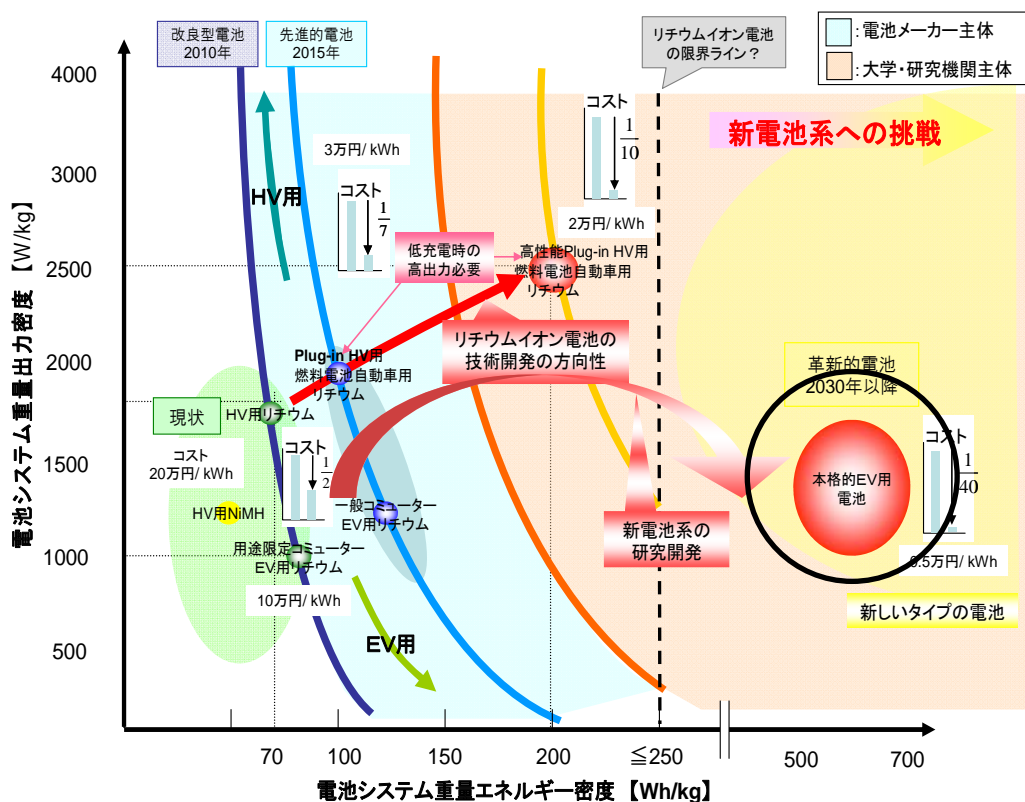 改良型電池
2010年
先進的電池
2015年
リチウムイオン電池
の限界ライン？
:電池メーカー主体
:大学・研究機関主体
4000
3000
2500
2000
1500
1000
500
電池システム重量出力密度 【W/kg】
新電池系への挑戦
HV用
3万円/ kWh
コスト
1
7
コスト
1
10
2万円/ kWh
低充電時の
高出力必要
高性能Plug-in HV用
燃料電池自動車用
リチウム
リチウムイオン電池の
技術開発の方向性
Plug-in HV用
燃料電池自動車用
リチウム
現状
HV用リチウム
コスト
20万円/ kWh
コスト
1
2
HV用NiMH
一般コミューター
EV用リチウム
用途限定コミューター
EV用リチウム
10万円/ kWh
EV用
新電池系の
研究開発
革新的電池
2030年以降
本格的EV用
電池
コスト
1
40
0.5万円/ kWh
新しいタイプの電池
70
100
150
200
≦250
500
700
電池システム重量エネルギー密度 【Wh/kg】